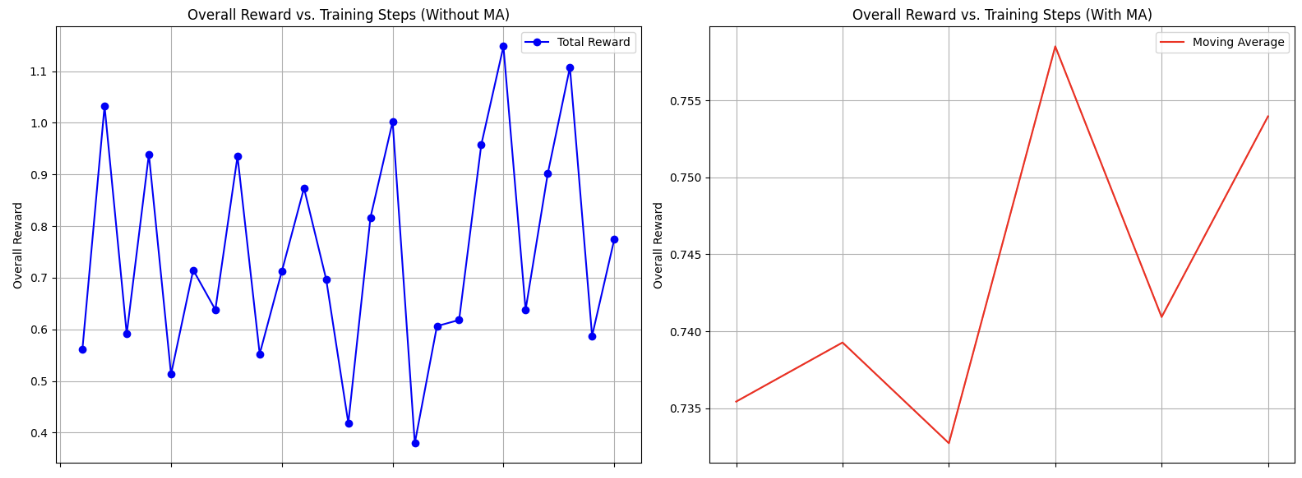 Overall Reward vs. Training Steps (Without MA)
Total Reward
Overall Reward
1.1
1.0
0.9
0.8
0.7
0.6
0.5
0.4
Overall Reward vs. Training Steps (With MA)
Moving Average
Overall Reward
0.755
0.750
0.745
0.740
0.735